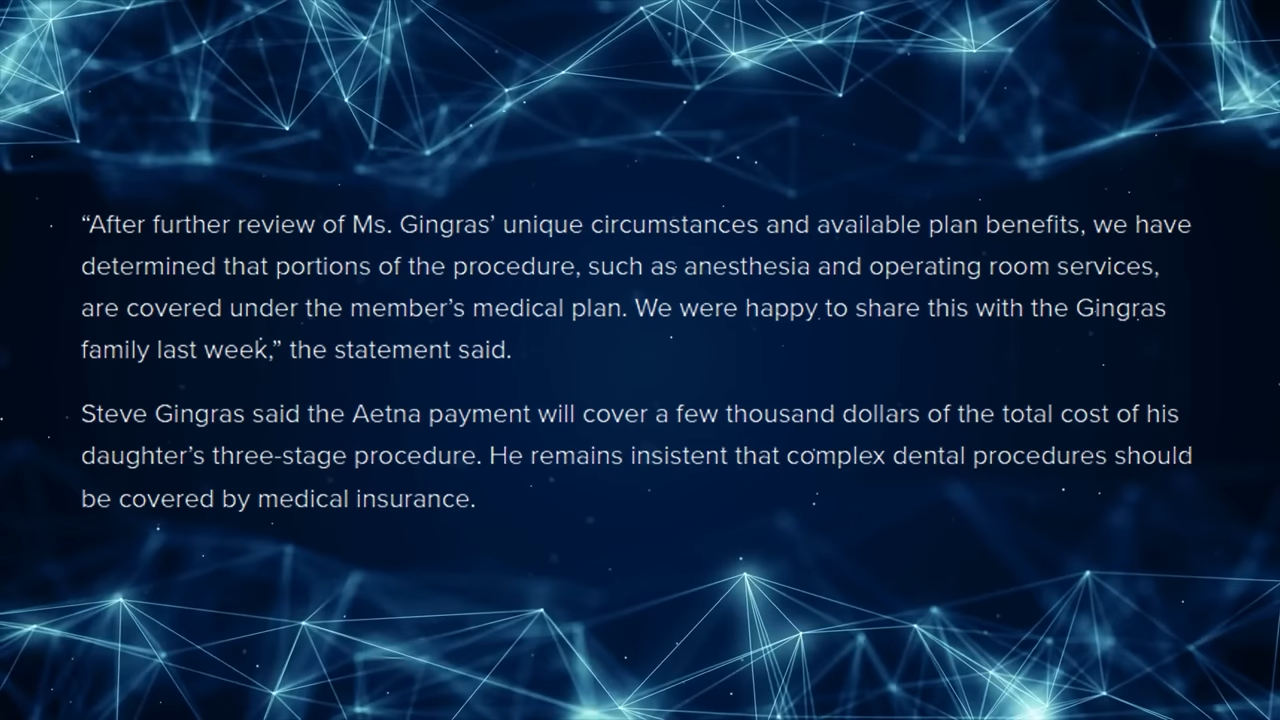 “After further review of Ms. Gingras’ unique circumstances and available plan benefits, we have
determined that portions of the procedure, such as anesthesia and operating room services,
are covered under the member’s medical plan. We were happy to share this with the Gingras
family last week,” the statement said.
Steve Gingras said the Aetna payment will cover a few thousand dollars of the total cost of his
daughter’s three-stage procedure. He remains insistent that complex dental procedures should
be covered by medical insurance.